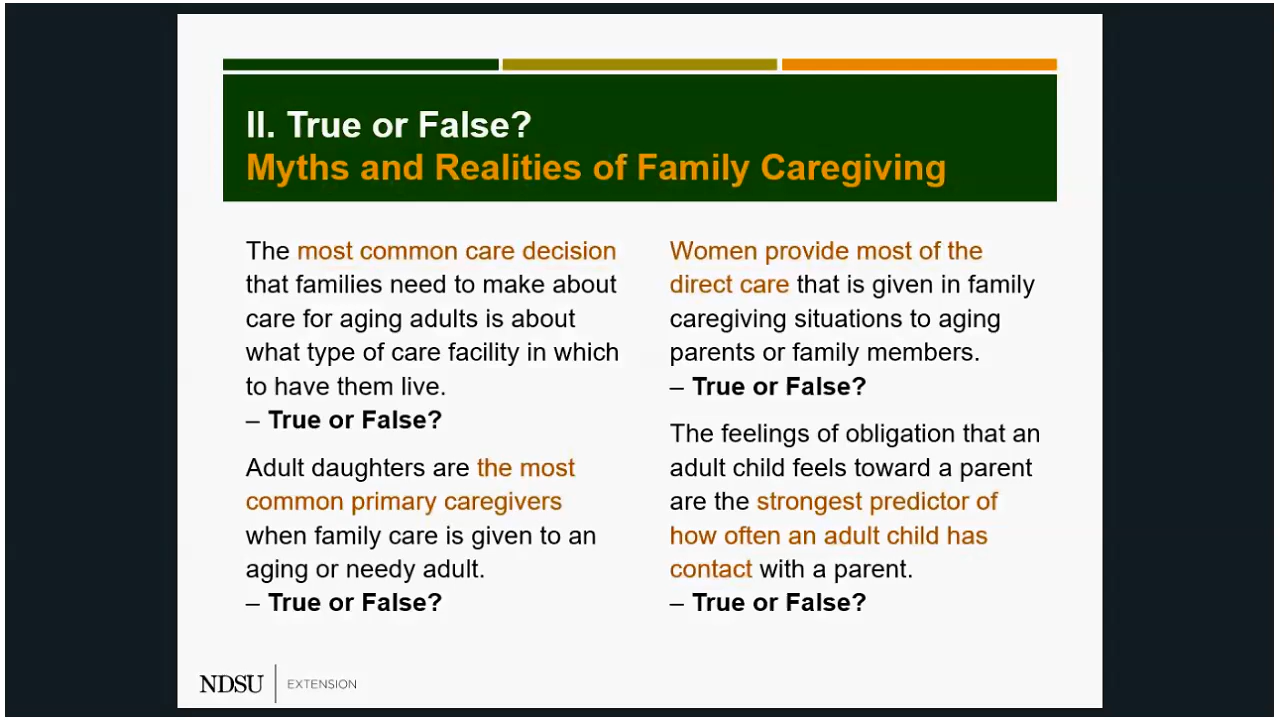 II. True or False?
Myths and Realities of Family Caregiving
The most common care decision
that families need to make about
care for aging adults is about
what type of care facility in which
to have them live.
– True or False?
Adult daughters are the most
common primary caregivers
when family care is given to an
aging or needy adult.
– True or False?
Women provide most of the
direct care that is given in family
caregiving situations to aging
parents or family members.
– True or False?
The feelings of obligation that an
adult child feels toward a parent
are the strongest predictor of
how often an adult child has
contact with a parent.
– True or False?
NDSU EXTENSION